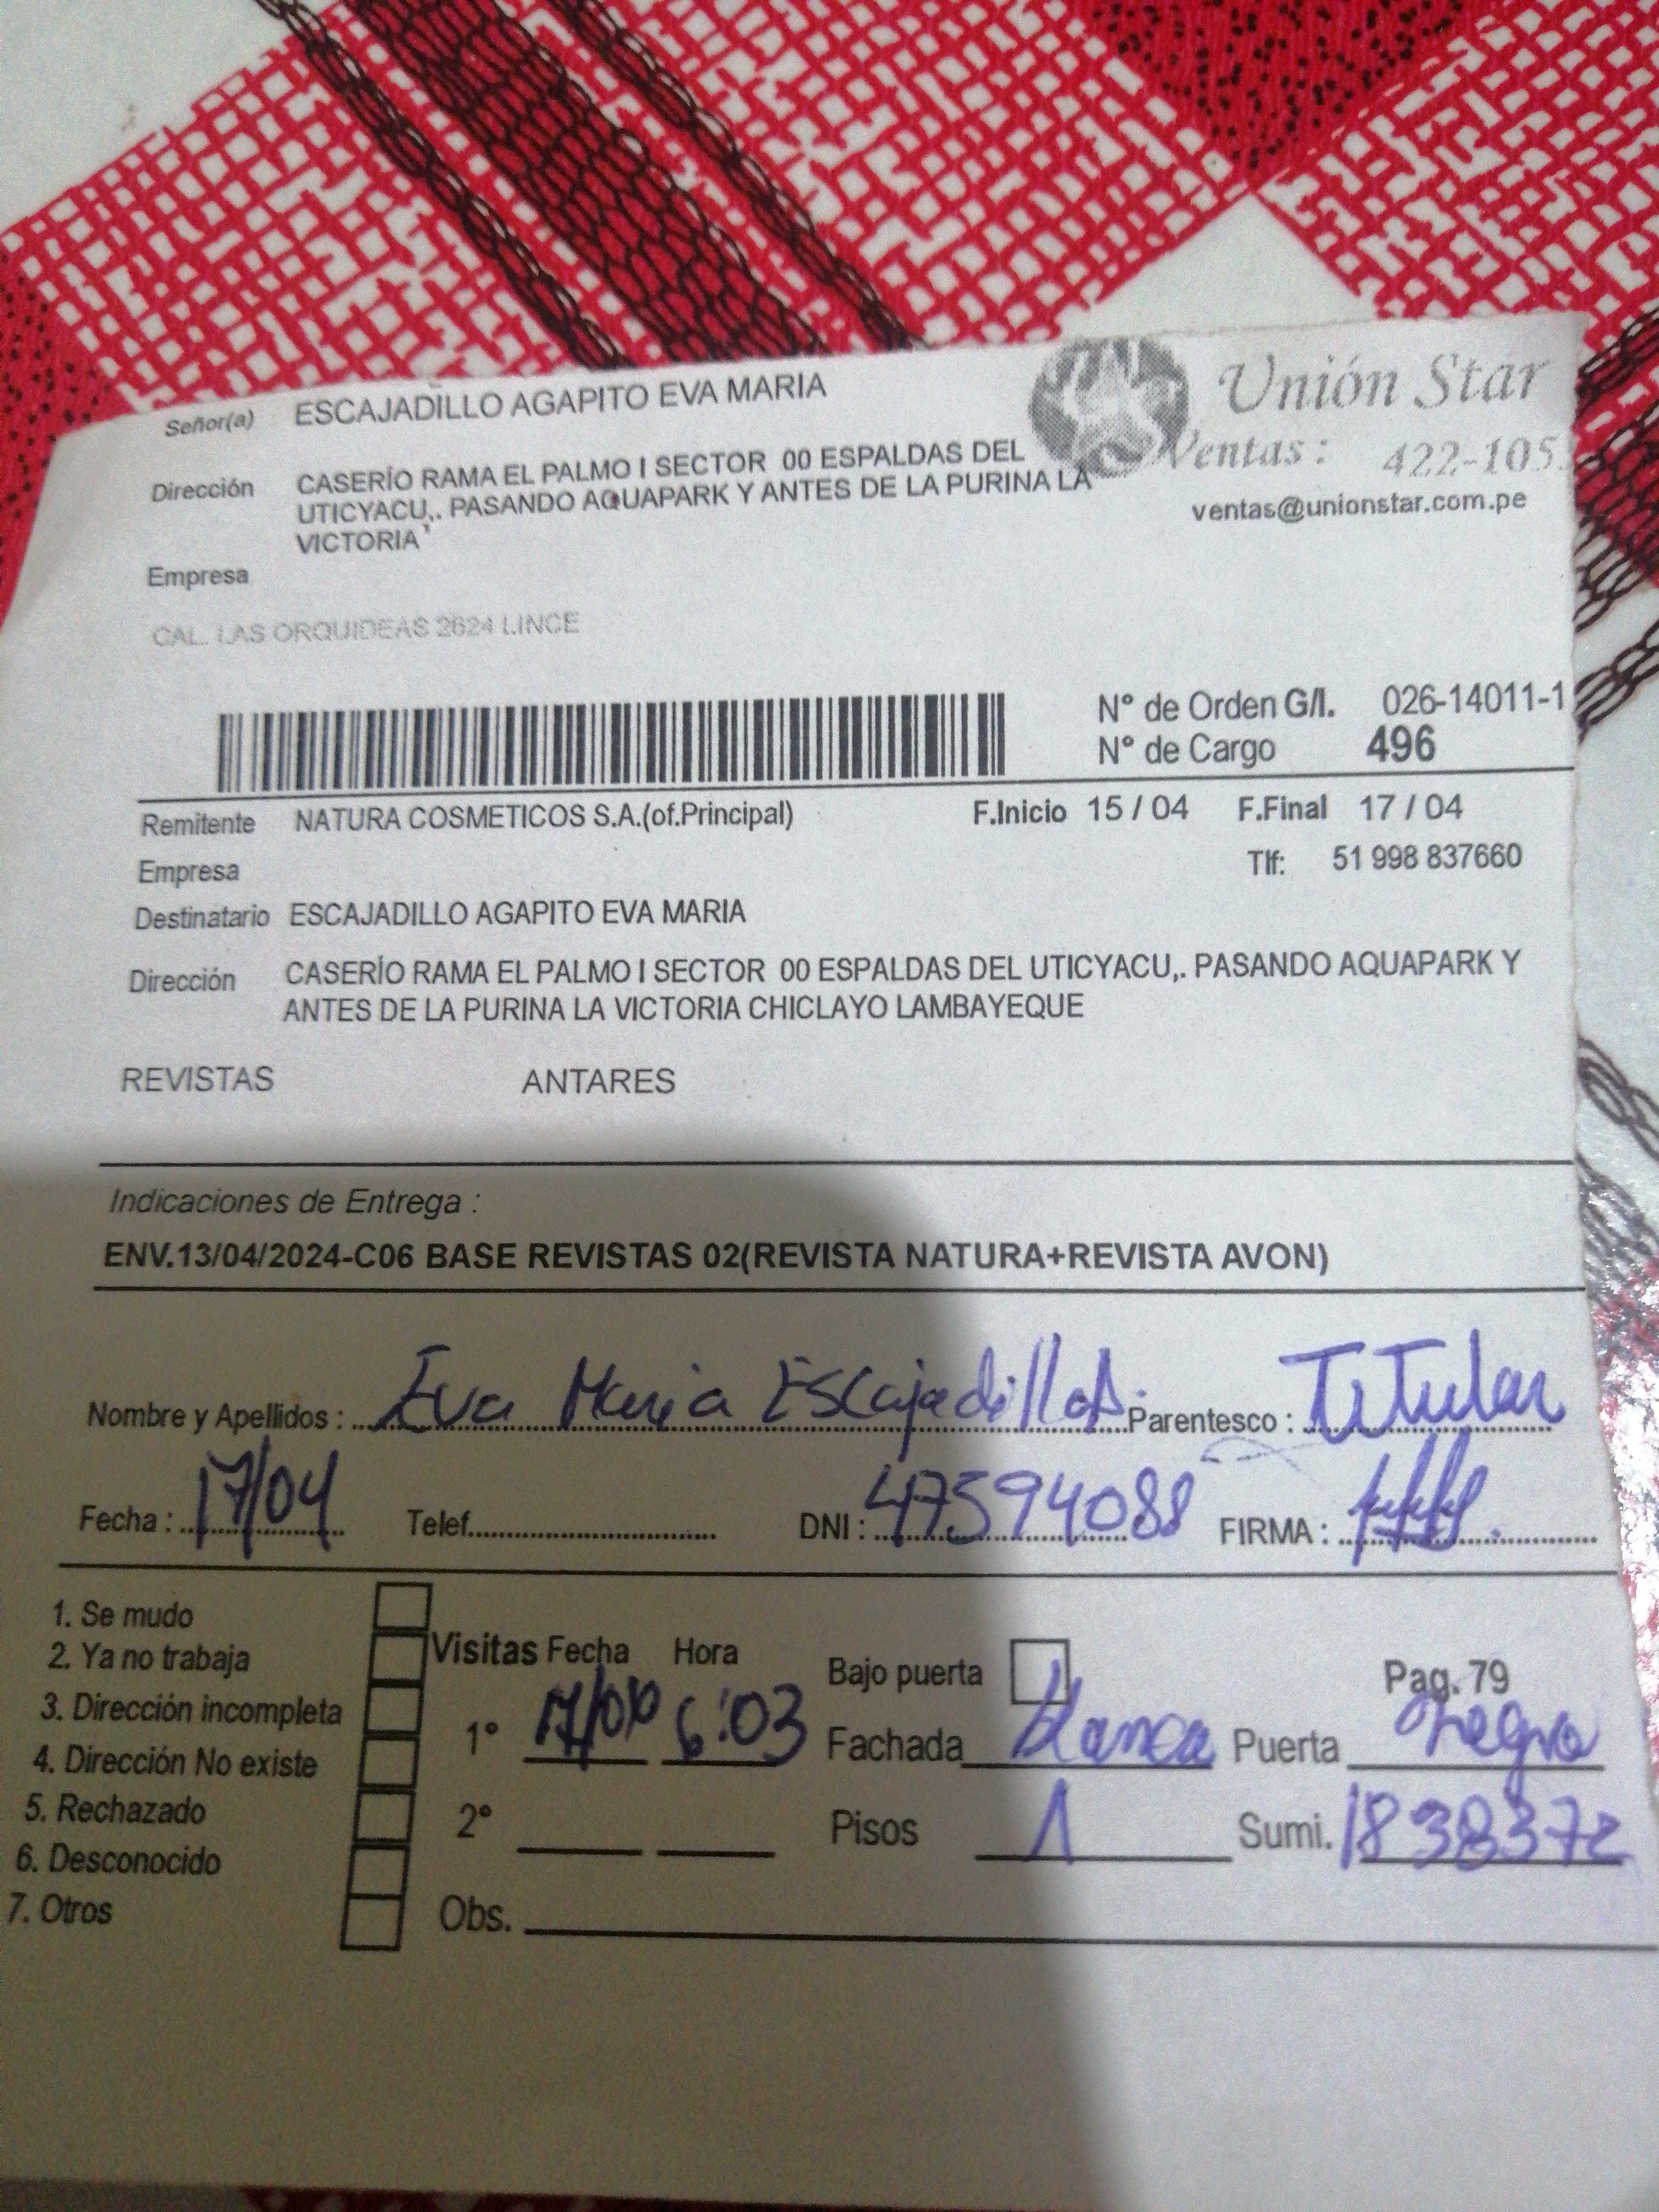 Señor(a) ESCAJADILLO AGAPITO EVA MARIA
Unión Star
Ventas: 422-105
ventas@unionstar.com.pe
Dirección CASERÍO RAMA EL PALMO I SECTOR 00 ESPALDAS DEL
UTICYACU,. PASANDO AQUAPARK Y ANTES DE LA PURINA LA
VICTORIA
Empresa
CAL. LAS ORQUIDEAS 2624 LINCE
N° de Orden G/I. 026-14011-1
N° de Cargo 496
Remitente NATURA COSMETICOS S.A.(of.Principal) F.Inicio 15 / 04 F.Final 17 / 04
Empresa Tlf: 51 998 837660
Destinatario ESCAJADILLO AGAPITO EVA MARIA
Dirección CASERÍO RAMA EL PALMO I SECTOR 00 ESPALDAS DEL UTICYACU,. PASANDO AQUAPARK Y
ANTES DE LA PURINA LA VICTORIA CHICLAYO LAMBAYEQUE
REVISTAS ANTARES
Indicaciones de Entrega :
ENV.13/04/2024-C06 BASE REVISTAS 02(REVISTA NATURA+REVISTA AVON)
Nombre y Apellidos : Eva Maria Escajadillo A. Parentesco : Titular
Fecha : 17/04 Telef. DNI : 47594088 FIRMA :
1. Se mudo
2. Ya no trabaja
3. Dirección incompleta
4. Dirección No existe
5. Rechazado
6. Desconocido
7. Otros
Visitas Fecha Hora
1° 17/04 6:03
2°
Obs.
Bajo puerta Pag. 79
Fachada blanca Puerta negra
Pisos 1 Sumi. 18383372